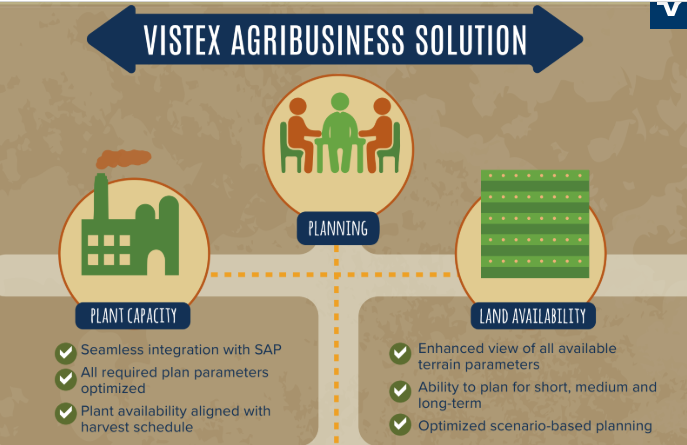 VISTEX AGRIBUSINESS SOLUTION
PLANNING
PLANT CAPACITY
LAND AVAILABILITY
Seamless integration with SAP
All required plan parameters
optimized
Plant availability aligned with
harvest schedule
Enhanced view of all available
terrain parameters
Ability to plan for short, medium and
long-term
Optimized scenario-based planning